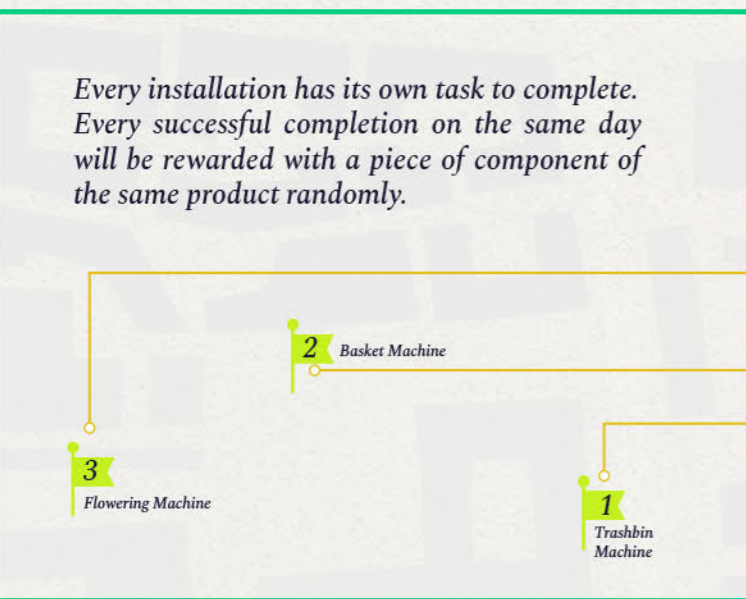 Every installation has its own task to complete.
Every successful completion on the same day
will be rewarded with a piece of component of
the same product randomly.
2 Basket Machine
3
Flowering Machine
1
Trashbin
Machine